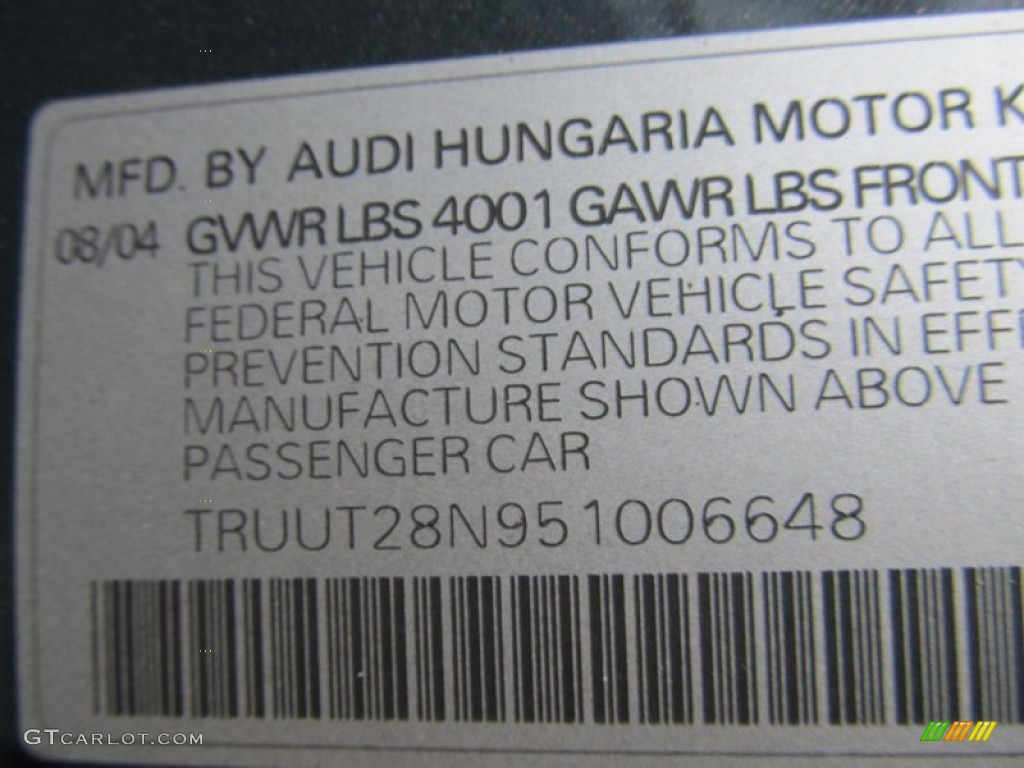 MFD. BY AUDI HUNGARIA MOTOR K
08/04 GVWR LBS 4001 GAWR LBS FRONT
THIS VEHICLE CONFORMS TO ALL
FEDERAL MOTOR VEHICLE SAFETY
PREVENTION STANDARDS IN EFF
MANUFACTURE SHOWN ABOVE
PASSENGER CAR
TRUUT28N951006648
GTCARLOT.COM